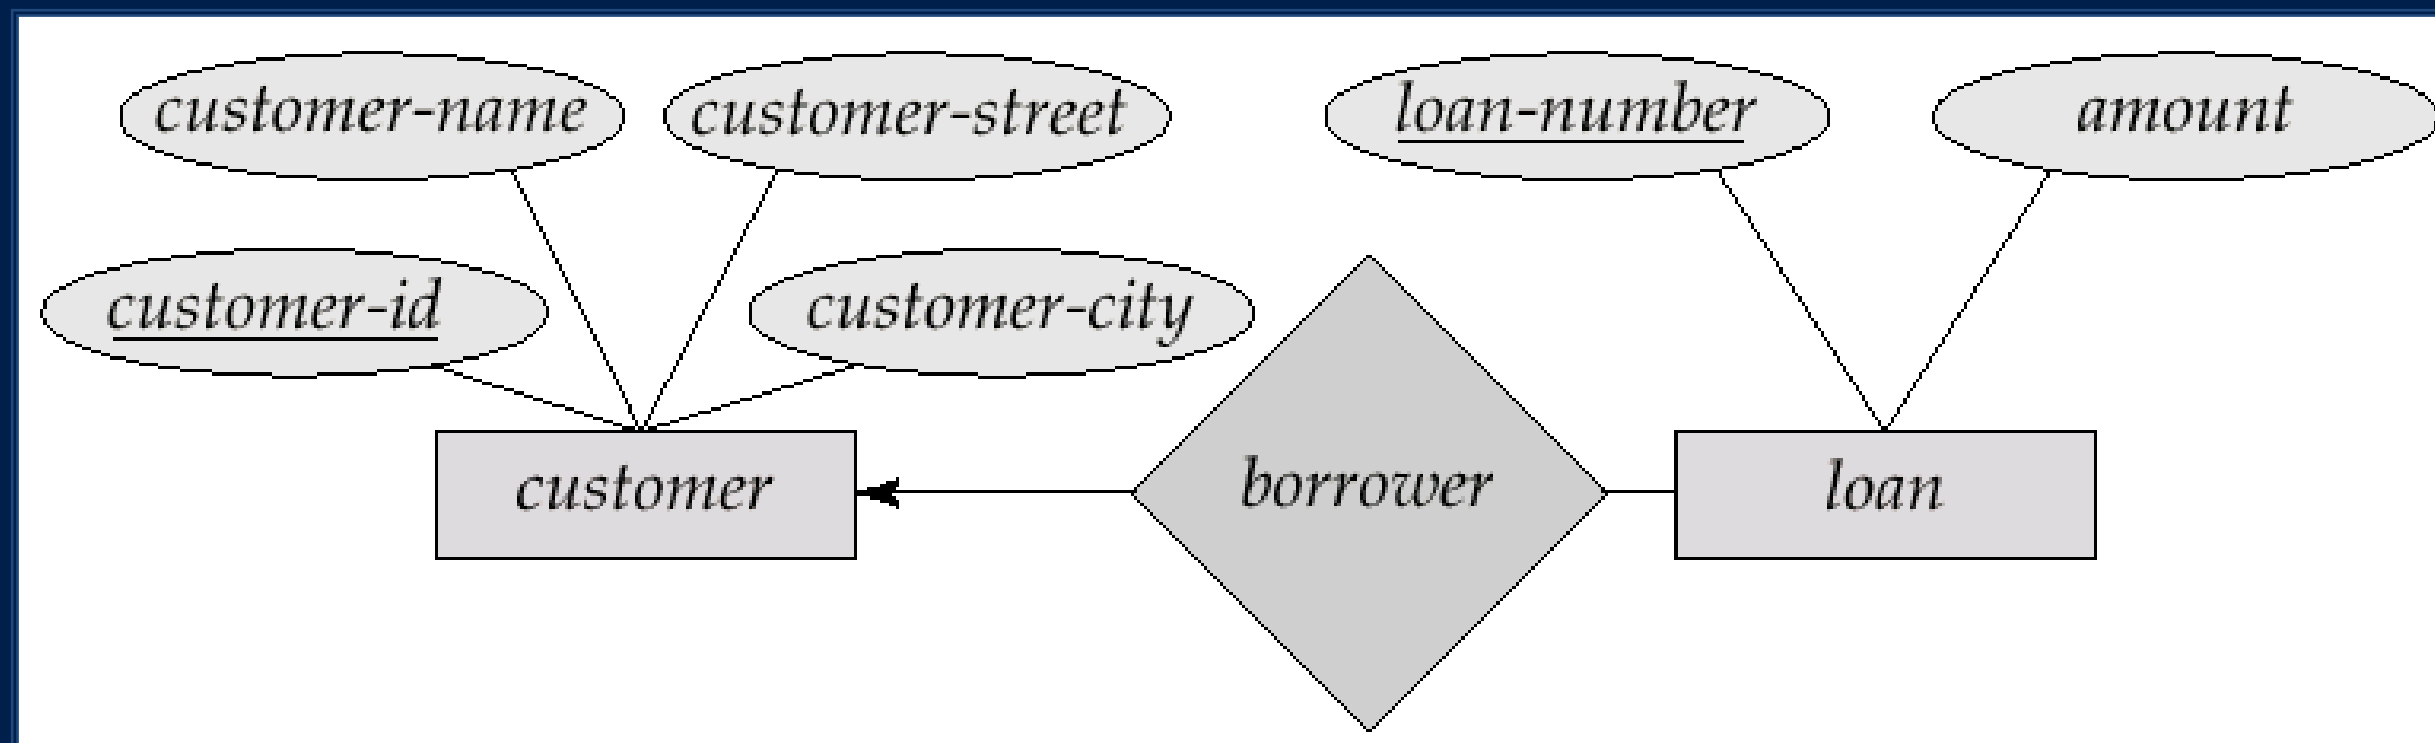 customer-name
customer-street
loan-number
amount
customer-id
customer-city
customer
borrower
loan